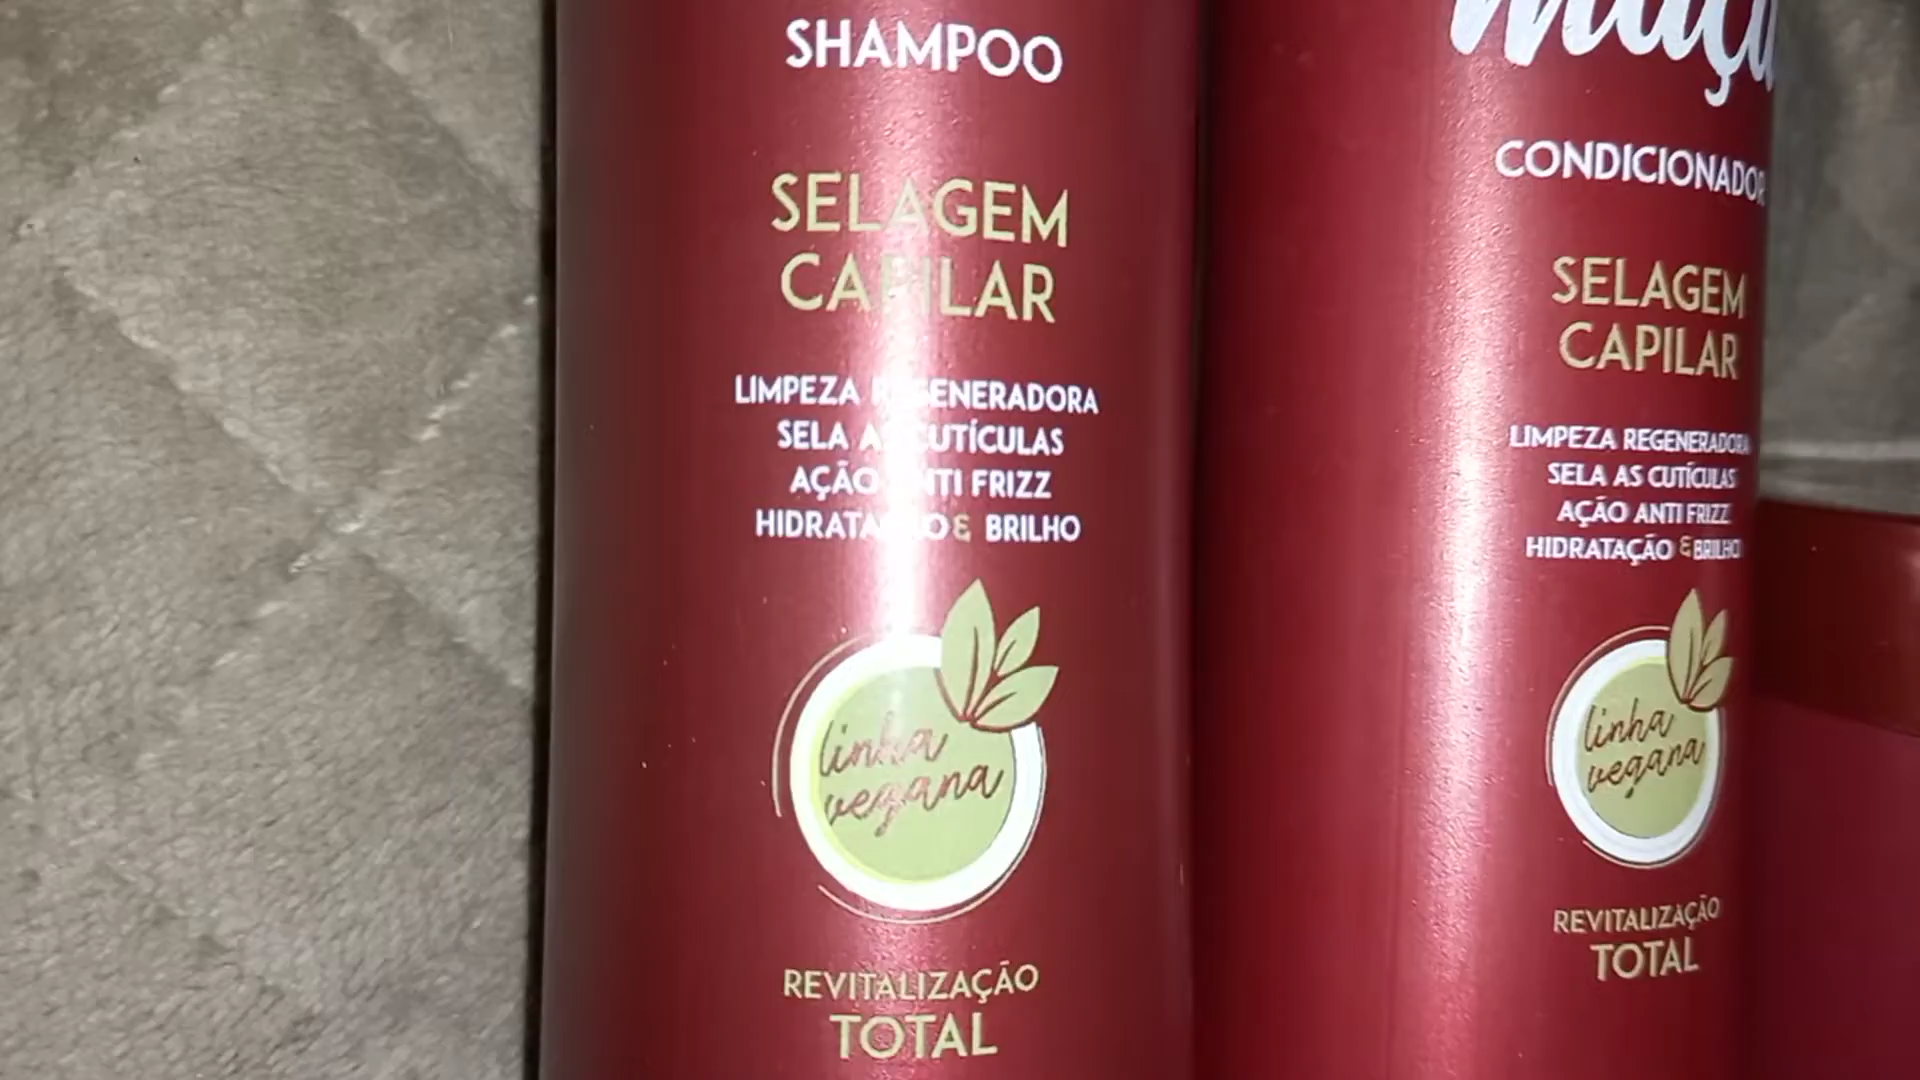 SHAMPOO
SELAGEM
CAPILAR
LIMPEZA REGENERADORA
SELA AS CUTÍCULAS
AÇÃO ANTI FRIZZ
HIDRATAÇÃO & BRILHO
linha
vegana
REVITALIZAÇÃO
TOTAL
maçã
CONDICIONADOR
SELAGEM
CAPILAR
LIMPEZA REGENERADORA
SELA AS CUTÍCULAS
AÇÃO ANTI FRIZZ
HIDRATAÇÃO & BRILHO
linha
vegana
REVITALIZAÇÃO
TOTAL